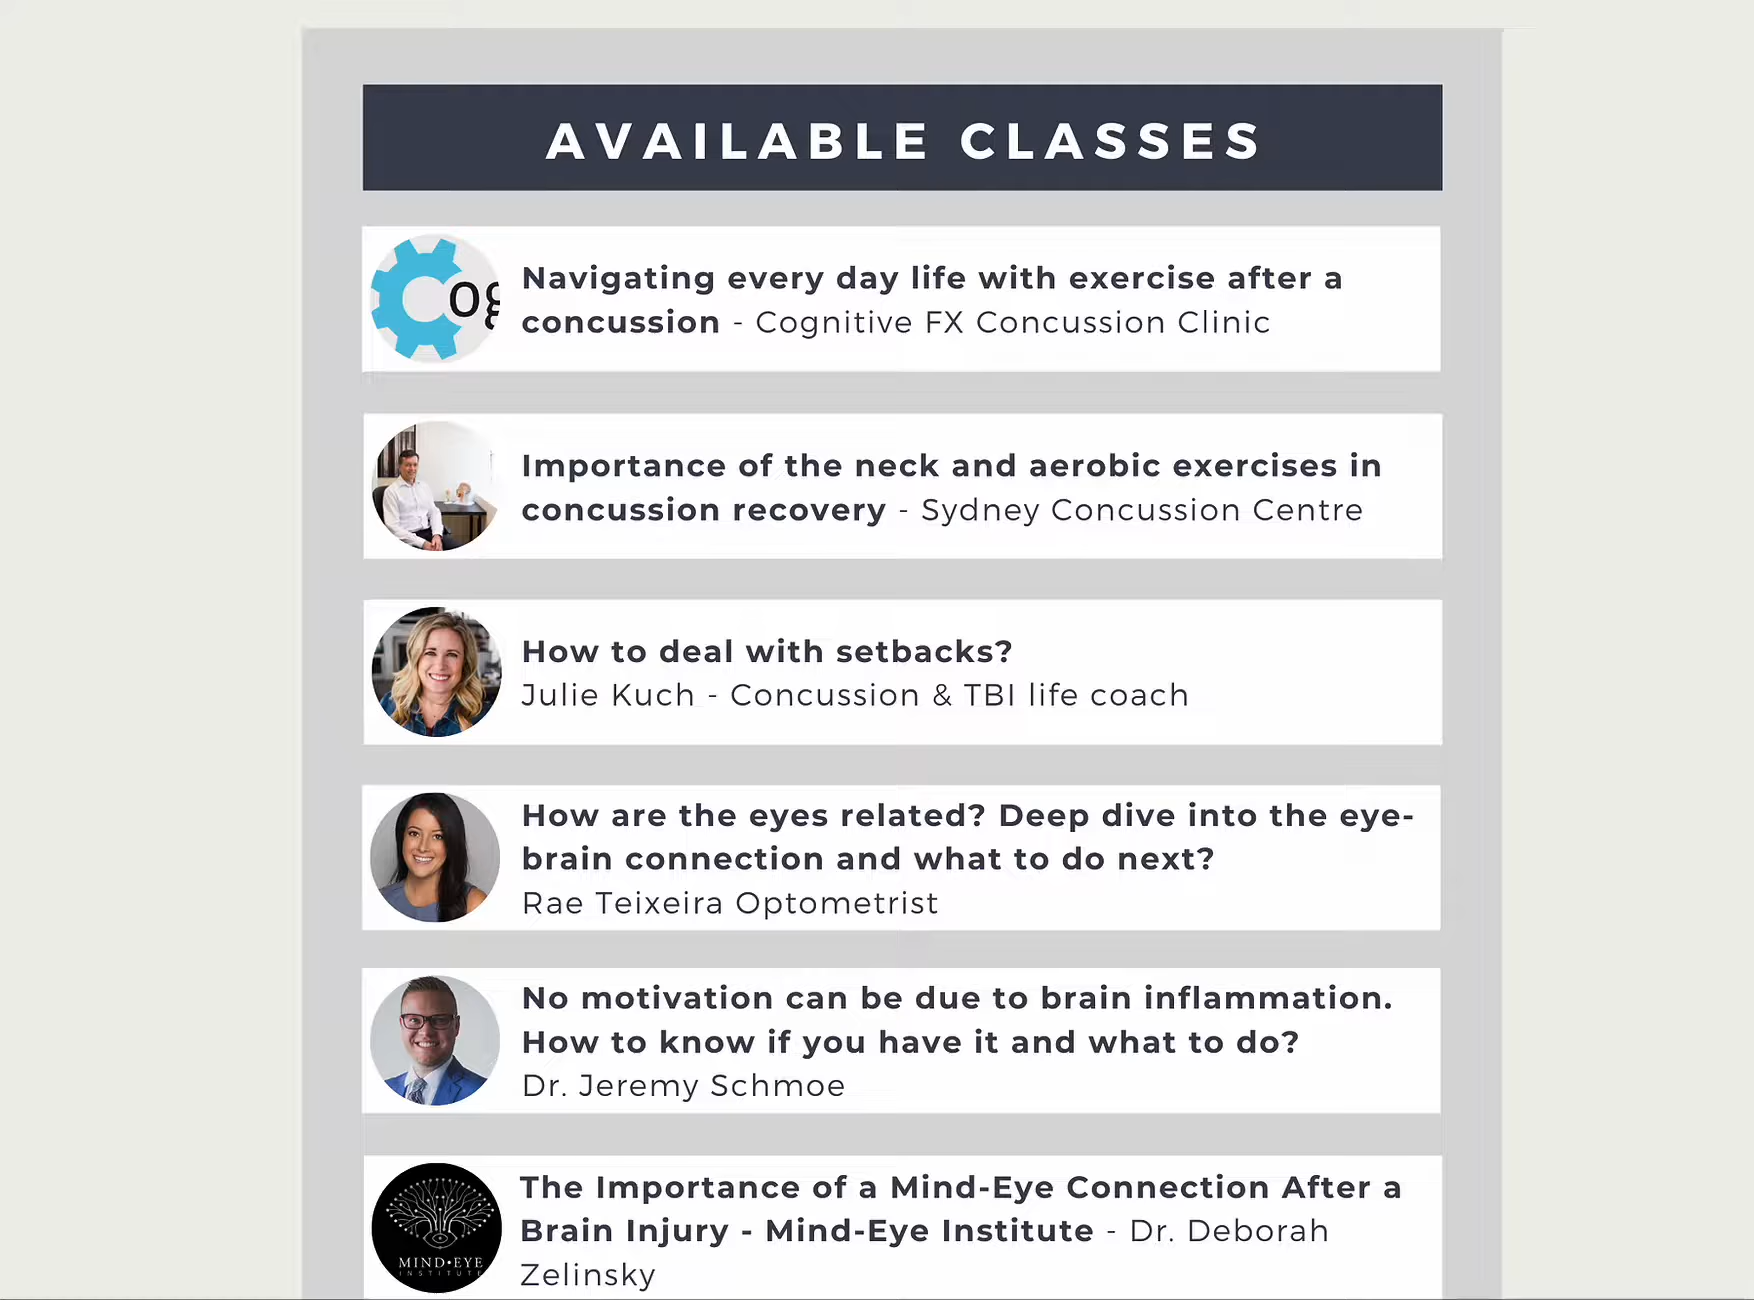 AVAILABLE CLASSES
Og
Navigating every day life with exercise after a
concussion - Cognitive FX Concussion Clinic
Importance of the neck and aerobic exercises in
concussion recovery - Sydney Concussion Centre
How to deal with setbacks?
Julie Kuch - Concussion & TBI life coach
How are the eyes related? Deep dive into the eye-
brain connection and what to do next?
Rae Teixeira Optometrist
No motivation can be due to brain inflammation.
How to know if you have it and what to do?
Dr. Jeremy Schmoe
The Importance of a Mind-Eye Connection After a
Brain Injury - Mind-Eye Institute - Dr. Deborah
Zelinsky
MIND•EYE
INSTITUTE